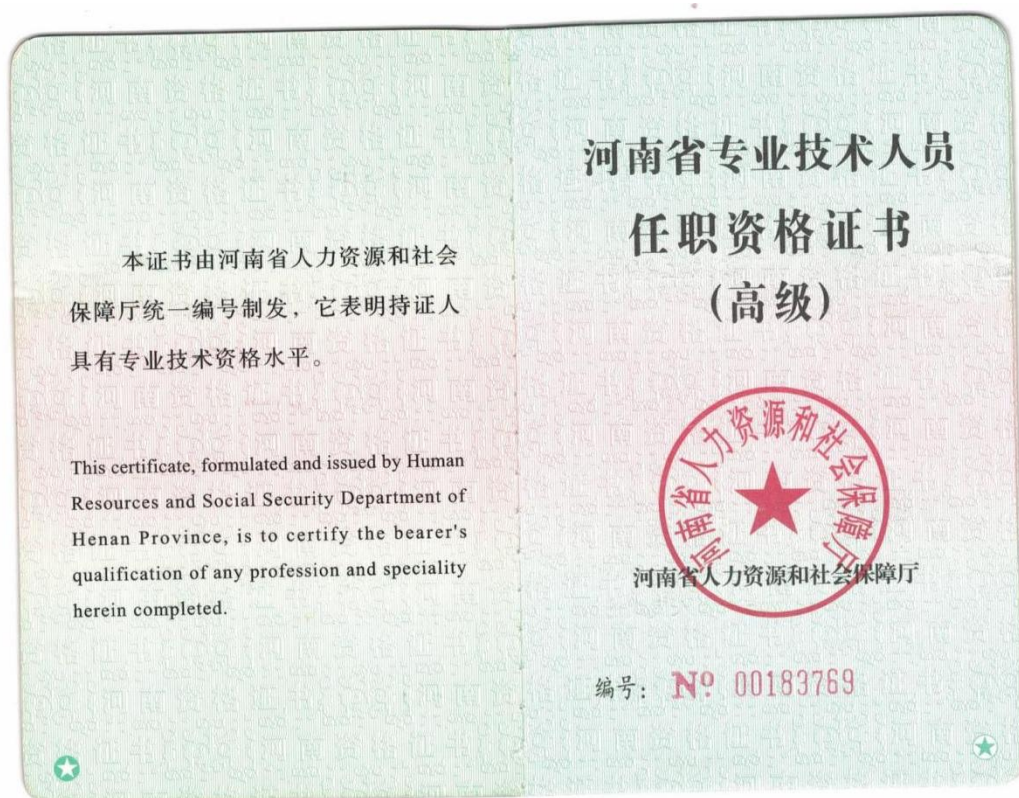 本证书由河南省人力资源和社会
保障厅统一编号制发，它表明持证人
具有专业技术资格水平。
This certificate, formulated and issued by Human
Resources and Social Security Department of
Henan Province, is to certify the bearer's
qualification of any profession and speciality
herein completed.
河南省专业技术人员
任职资格证书
(高级)
河南省人力资源和社会保障厅
河南省人力资源和社会保障厅
编号： Nº 00183769